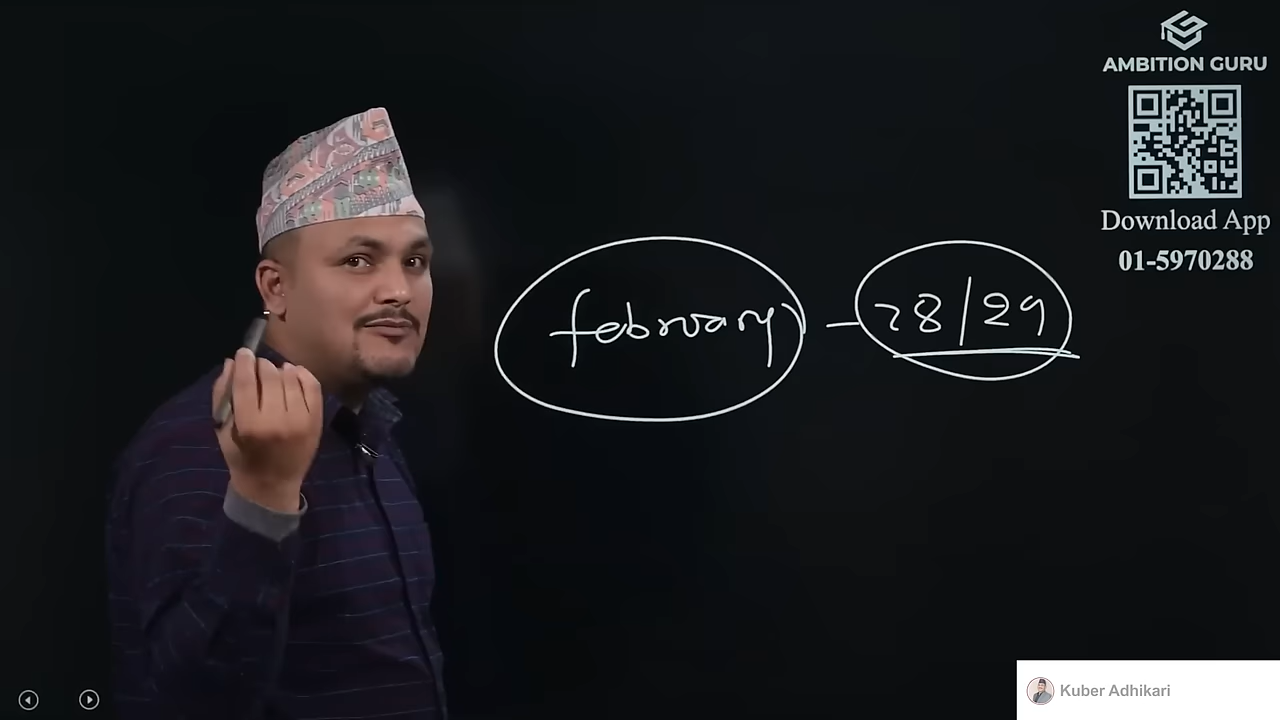 AMBITION GURU
Download App
01-5970288
february - 28/29
Kuber Adhikari